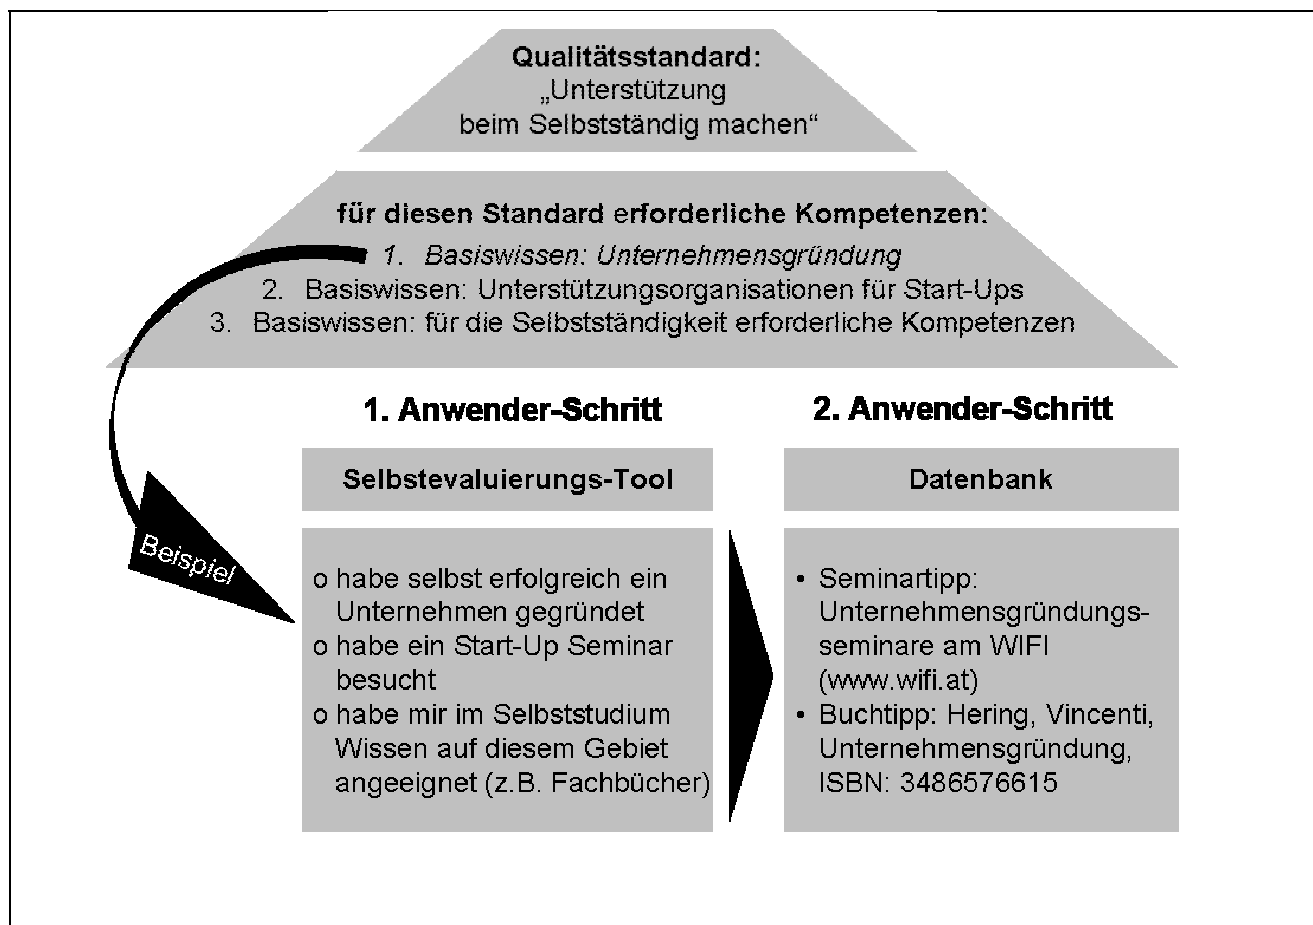 Qualitätsstandard:
„Unterstützung
beim Selbstständig machen“
für diesen Standard erforderliche Kompetenzen:
1. Basiswissen: Unternehmensgründung
2. Basiswissen: Unterstützungsorganisationen für Start-Ups
3. Basiswissen: für die Selbstständigkeit erforderliche Kompetenzen
1. Anwender-Schritt
Selbstevaluierungs-Tool
Beispiel
o habe selbst erfolgreich ein
Unternehmen gegründet
o habe ein Start-Up Seminar
besucht
o habe mir im Selbststudium
Wissen auf diesem Gebiet
angeeignet (z.B. Fachbücher)
2. Anwender-Schritt
Datenbank
• Seminartipp:
Unternehmensgründungs-
seminare am WIFI
(www.wifi.at)
• Buchtipp: Hering, Vincenti,
Unternehmensgründung,
ISBN: 3486576615